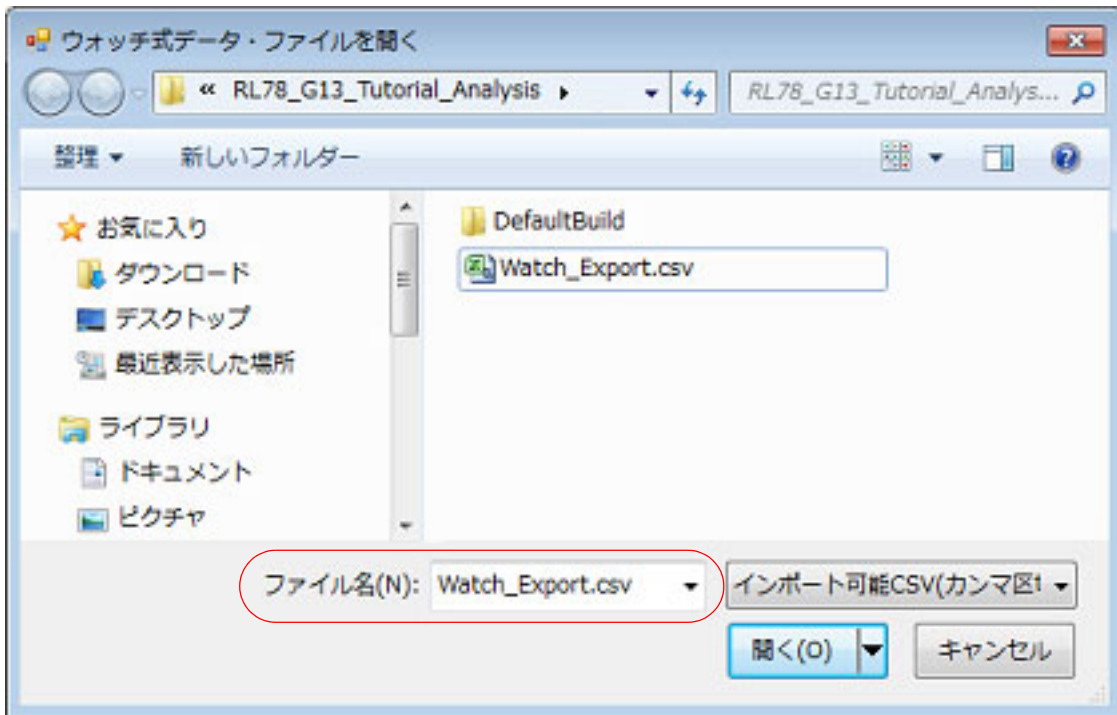 ウォッチ式データ・ファイルを開く
« RL78_G13_Tutorial_Analysis
RL78_G13_Tutorial_Analys...
整理
新しいフォルダー
お気に入り
ダウンロード
デスクトップ
最近表示した場所
ライブラリ
ドキュメント
ピクチャ
DefaultBuild
Watch_Export.csv
ファイル名(N): Watch_Export.csv
インポート可能CSV(カンマ区
開く(O)
キャンセル